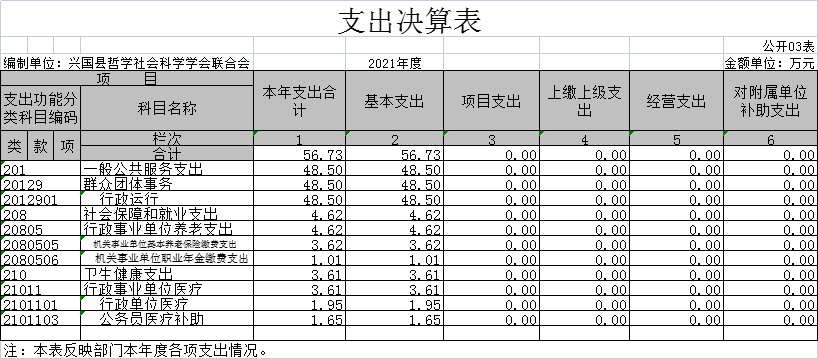 支出决算表
公开03表
编制单位：兴国县哲学社会科学学会联合会 2021年度 金额单位：万元
项 目 本年支出合计 基本支出 项目支出 上缴上级支出 经营支出 对附属单位补助支出
支出功能分类科目编码 科目名称
类 款 项 栏次 1 2 3 4 5 6
合计 56.73 56.73 0.00 0.00 0.00 0.00
201 一般公共服务支出 48.50 48.50 0.00 0.00 0.00 0.00
20129 群众团体事务 48.50 48.50 0.00 0.00 0.00 0.00
2012901 行政运行 48.50 48.50 0.00 0.00 0.00 0.00
208 社会保障和就业支出 4.62 4.62 0.00 0.00 0.00 0.00
20805 行政事业单位养老支出 4.62 4.62 0.00 0.00 0.00 0.00
2080505 机关事业单位基本养老保险缴费支出 3.62 3.62 0.00 0.00 0.00 0.00
2080506 机关事业单位职业年金缴费支出 1.01 1.01 0.00 0.00 0.00 0.00
210 卫生健康支出 3.61 3.61 0.00 0.00 0.00 0.00
21011 行政事业单位医疗 3.61 3.61 0.00 0.00 0.00 0.00
2101101 行政单位医疗 1.95 1.95 0.00 0.00 0.00 0.00
2101103 公务员医疗补助 1.65 1.65 0.00 0.00 0.00 0.00
注：本表反映部门本年度各项支出情况。